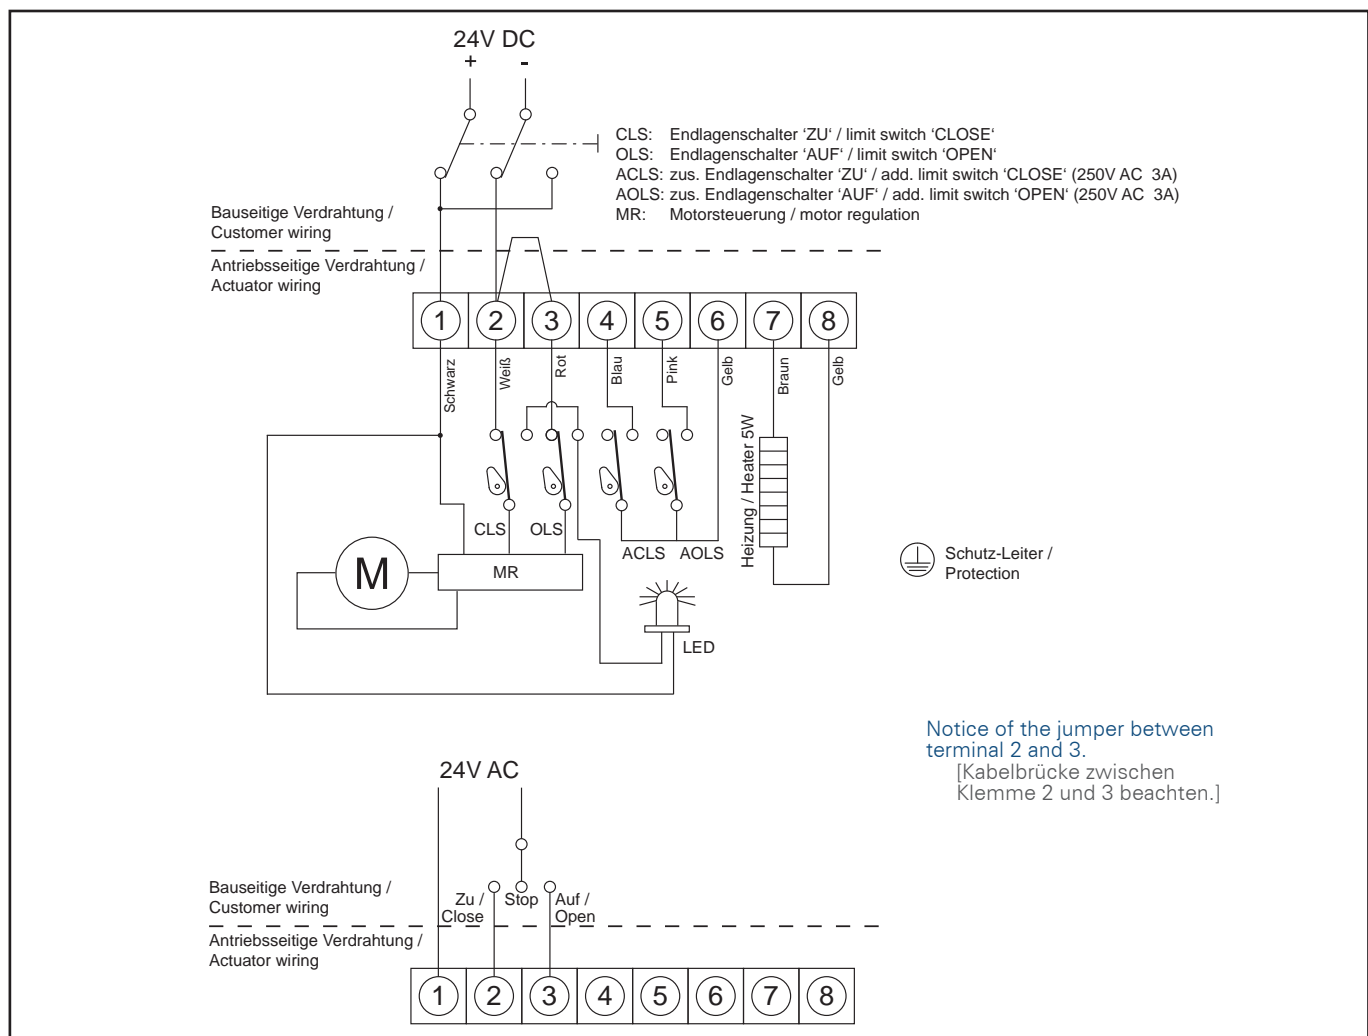 24V DC
+ -
CLS: Endlagenschalter 'ZU' / limit switch 'CLOSE'
OLS: Endlagenschalter 'AUF' / limit switch 'OPEN'
ACLS: zus. Endlagenschalter 'ZU' / add. limit switch 'CLOSE' (250V AC 3A)
AOLS: zus. Endlagenschalter 'AUF' / add. limit switch 'OPEN' (250V AC 3A)
MR: Motorsteuerung / motor regulation
Bauseitige Verdrahtung /
Customer wiring
Antriebsseitige Verdrahtung /
Actuator wiring
1 2 3 4 5 6 7 8
Schwarz
Weiß
Rot
Blau
Pink
Gelb
Braun
Gelb
Heizung / Heater 5W
CLS OLS
ACLS AOLS
M
MR
LED
Schutz-Leiter /
Protection
Notice of the jumper between
terminal 2 and 3.
[Kabelbrücke zwischen
Klemme 2 und 3 beachten.]
24V AC
Bauseitige Verdrahtung /
Customer wiring
Zu /
Close
Stop
Auf /
Open
Antriebsseitige Verdrahtung /
Actuator wiring
1 2 3 4 5 6 7 8